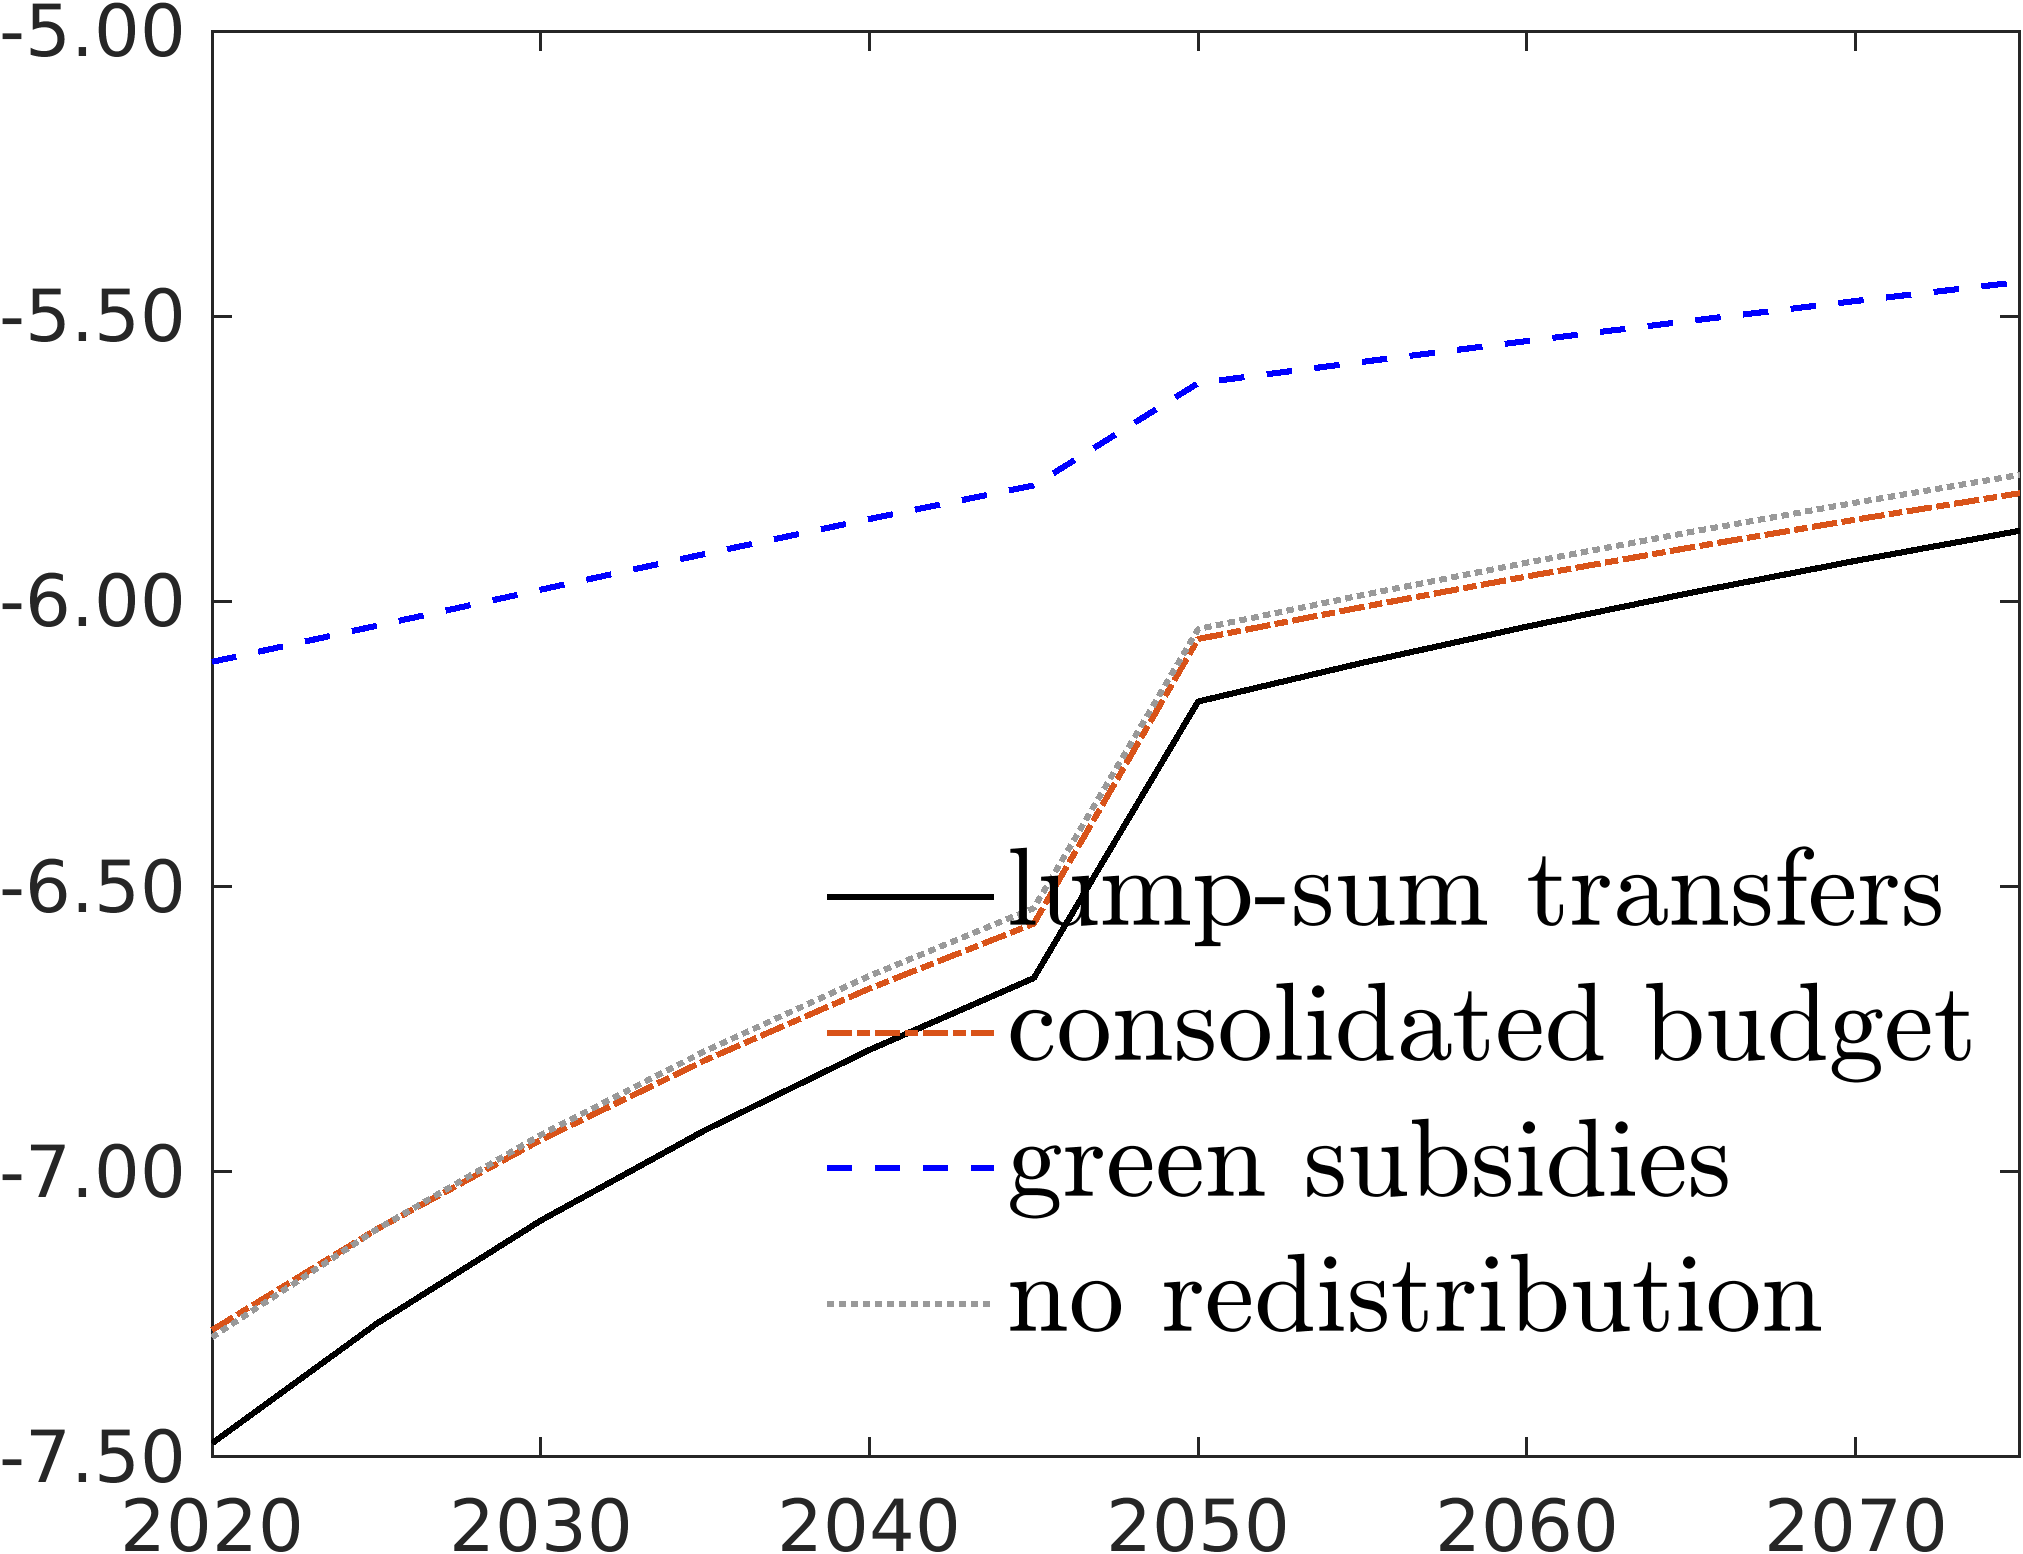 -5.00
-5.50
-6.00
-6.50
-7.00
-7.50
lump-sum transfers
consolidated budget
green subsidies
no redistribution
2020 2030 2040 2050 2060 2070